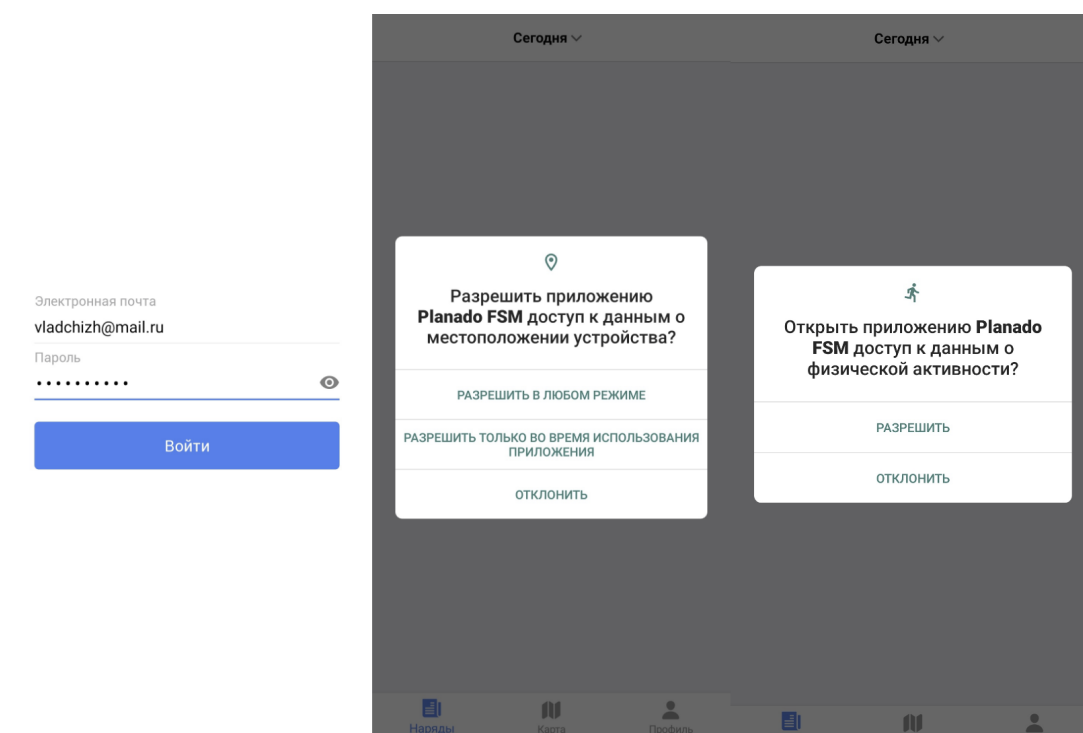 Электронная почта
vladchizh@mail.ru
Пароль
••••••••••
Войти
Сегодня
Разрешить приложению
Planado FSM доступ к данным о
местоположении устройства?
РАЗРЕШИТЬ В ЛЮБОМ РЕЖИМЕ
РАЗРЕШИТЬ ТОЛЬКО ВО ВРЕМЯ ИСПОЛЬЗОВАНИЯ
ПРИЛОЖЕНИЯ
ОТКЛОНИТЬ
Наряды
Карта
Профиль
Сегодня
Открыть приложению Planado
FSM доступ к данным о
физической активности?
РАЗРЕШИТЬ
ОТКЛОНИТЬ